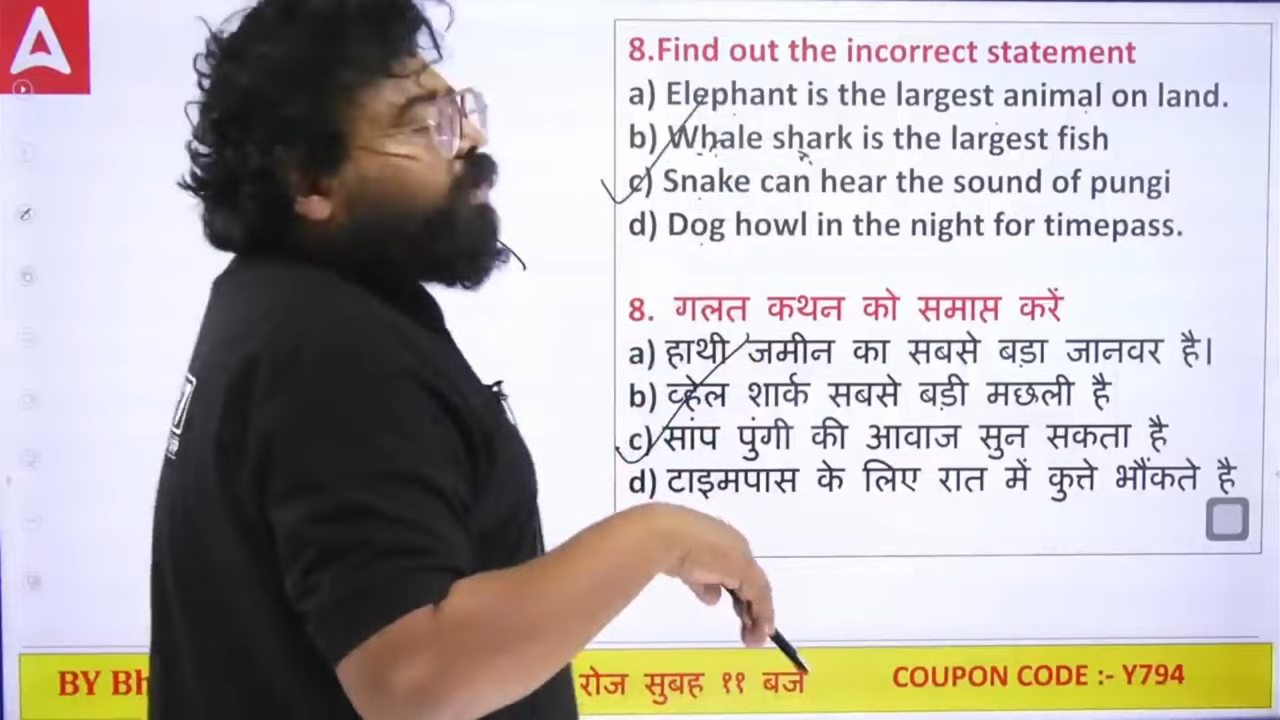 8.Find out the incorrect statement
a) Elephant is the largest animal on land.
b) Whale shark is the largest fish
c) Snake can hear the sound of pungi
d) Dog howl in the night for timepass.
8. गलत कथन को समाप्त करें
a) हाथी जमीन का सबसे बड़ा जानवर है।
b) व्हेल शार्क सबसे बड़ी मछली है
c) सांप पुंगी की आवाज सुन सकता है
d) टाइमपास के लिए रात में कुत्ते भौंकते है
BY रोज सुबह ११ बजे COUPON CODE :- Y794